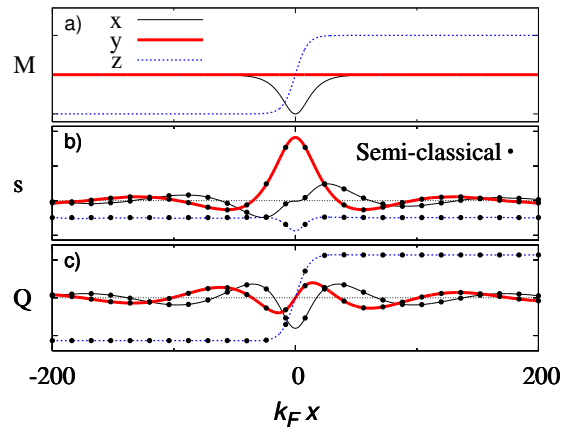 a)
x
y
z
M
b)
Semi-classical •
s
c)
Q
-200 0 200
k_F x